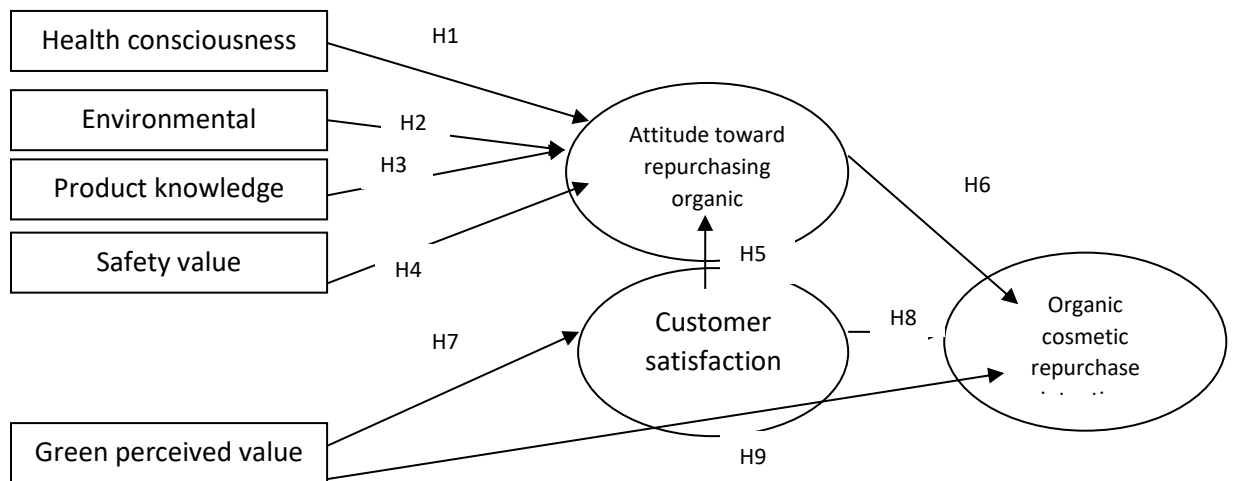 Health consciousness
H1
Environmental
H2
H3
Product knowledge
Safety value
H4
Attitude toward
repurchasing
organic
H6
H5
Customer
satisfaction
H8
Organic
cosmetic
repurchase
H7
Green perceived value
H9